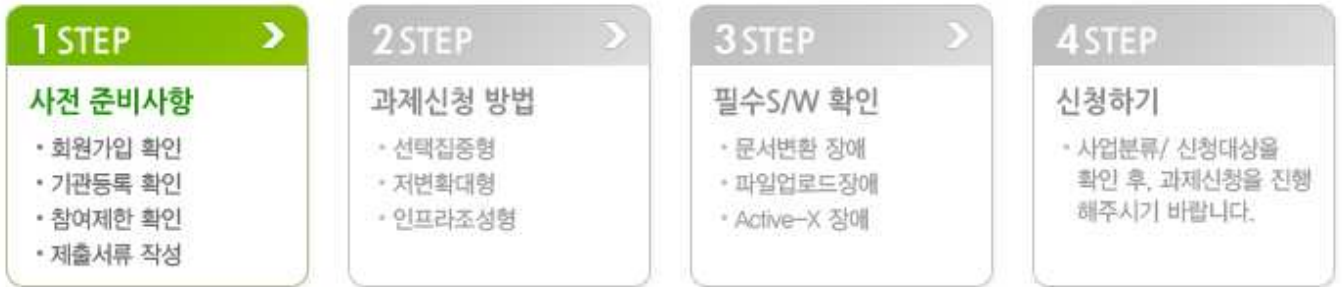 1 STEP
사전 준비사항
• 회원가입 확인
• 기관등록 확인
• 참여제한 확인
• 제출서류 작성
2 STEP
과제신청 방법
• 선택집중형
• 저변확대형
• 인프라조성형
3 STEP
필수S/W 확인
• 문서변환 장애
• 파일업로드장애
• Active-X 장애
4 STEP
신청하기
• 사업분류/ 신청대상을
확인 후, 과제신청을 진행
해주시기 바랍니다.